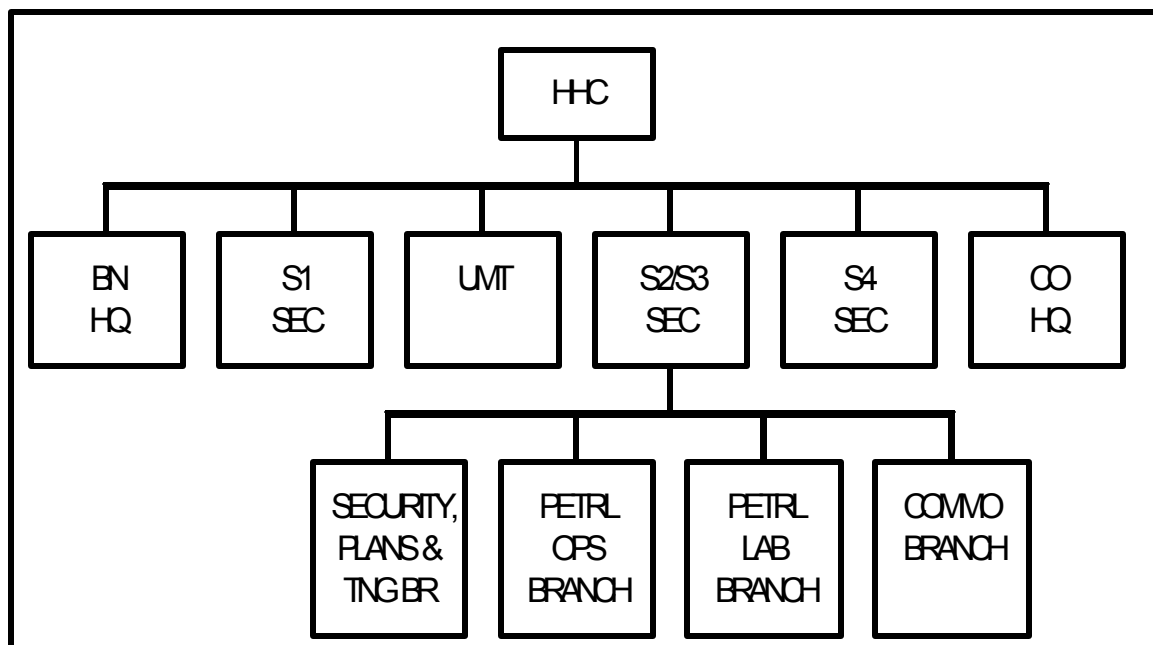 HHC
BN
HQ
S1
SEC
UMT
S2/S3
SEC
S4
SEC
CO
HQ
SECURITY,
PLANS &
TNG BR
PETRL
OPS
BRANCH
PETRL
LAB
BRANCH
COMMO
BRANCH